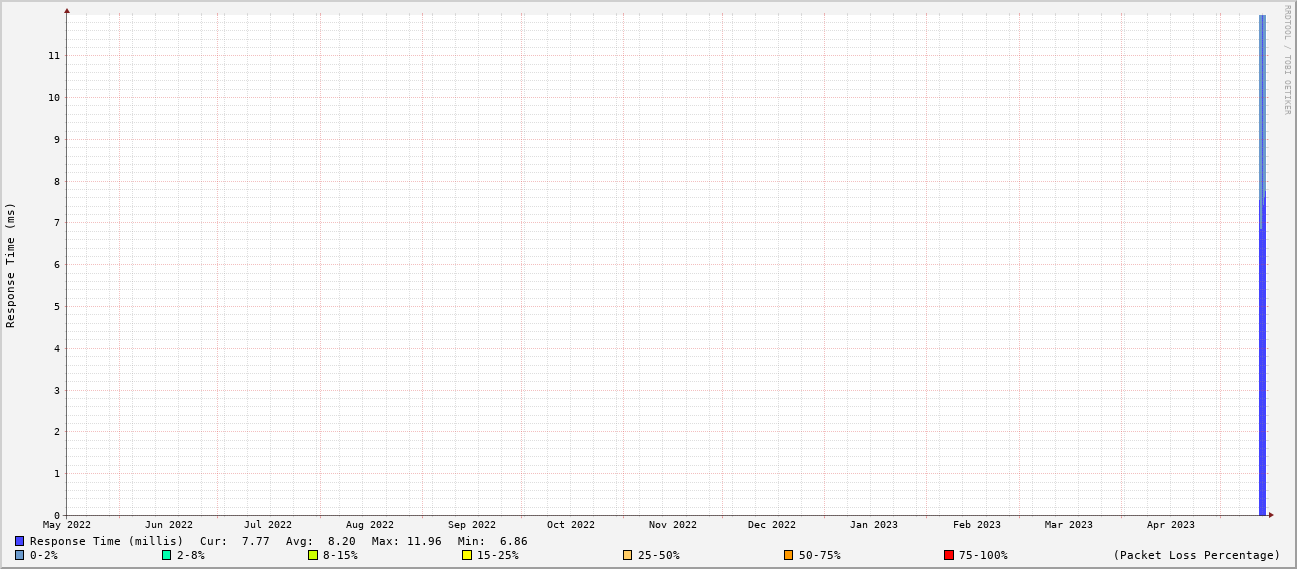 RRDTOOL / TOBI OETIKER
Response Time (ms)
11
10
9
8
7
6
5
4
3
2
1
0
May 2022 Jun 2022 Jul 2022 Aug 2022 Sep 2022 Oct 2022 Nov 2022 Dec 2022 Jan 2023 Feb 2023 Mar 2023 Apr 2023
Response Time (millis) Cur: 7.77 Avg: 8.20 Max: 11.96 Min: 6.86
0-2% 2-8% 8-15% 15-25% 25-50% 50-75% 75-100% (Packet Loss Percentage)